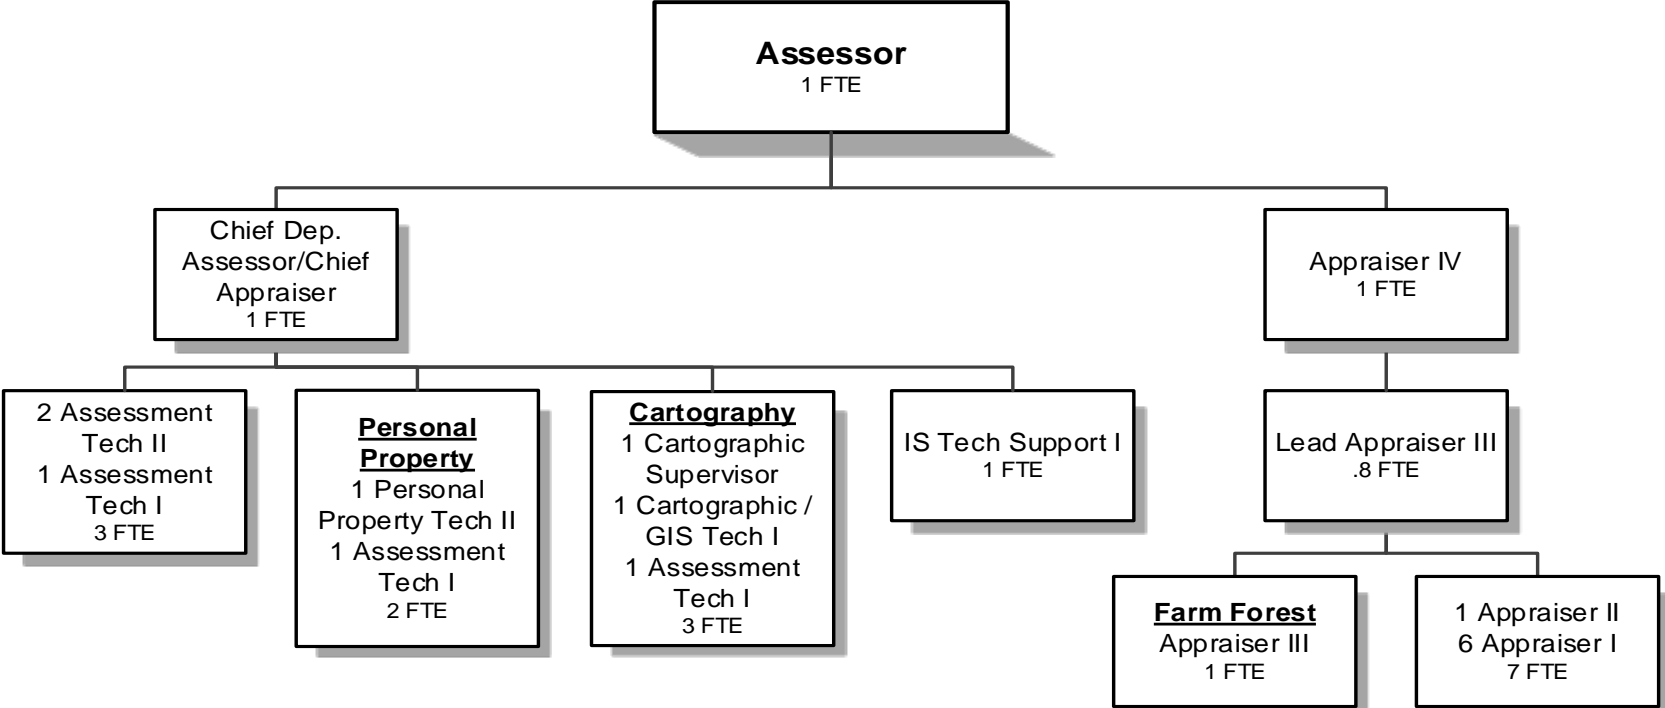 Assessor
1 FTE
Chief Dep.
Assessor/Chief
Appraiser
1 FTE
Appraiser IV
1 FTE
2 Assessment
Tech II
1 Assessment
Tech I
3 FTE
Personal
Property
1 Personal
Property Tech II
1 Assessment
Tech I
2 FTE
Cartography
1 Cartographic
Supervisor
1 Cartographic /
GIS Tech I
1 Assessment
Tech I
3 FTE
IS Tech Support I
1 FTE
Lead Appraiser III
.8 FTE
Farm Forest
Appraiser III
1 FTE
1 Appraiser II
6 Appraiser I
7 FTE